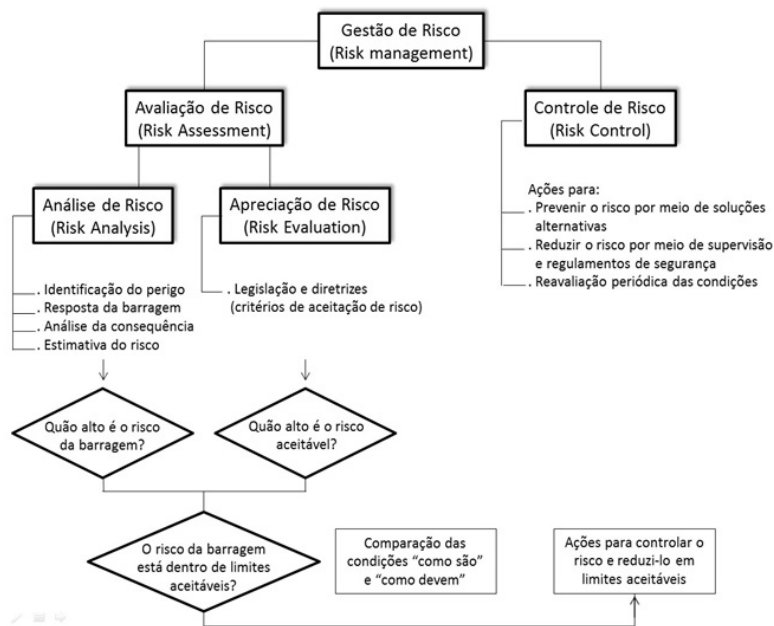 Gestão de Risco
(Risk management)
Avaliação de Risco
(Risk Assessment)
Controle de Risco
(Risk Control)
Análise de Risco
(Risk Analysis)
Apreciação de Risco
(Risk Evaluation)
Ações para:
. Prevenir o risco por meio de soluções
alternativas
. Reduzir o risco por meio de supervisão
e regulamentos de segurança
. Reavaliação periódica das condições
. Identificação do perigo
. Resposta da barragem
. Análise da consequência
. Estimativa do risco
. Legislação e diretrizes
(critérios de aceitação de risco)
Quão alto é o risco
da barragem?
Quão alto é o risco
aceitável?
O risco da barragem
está dentro de limites
aceitáveis?
Comparação das
condições “como são”
e “como devem”
Ações para controlar o
risco e reduzi-lo em
limites aceitáveis